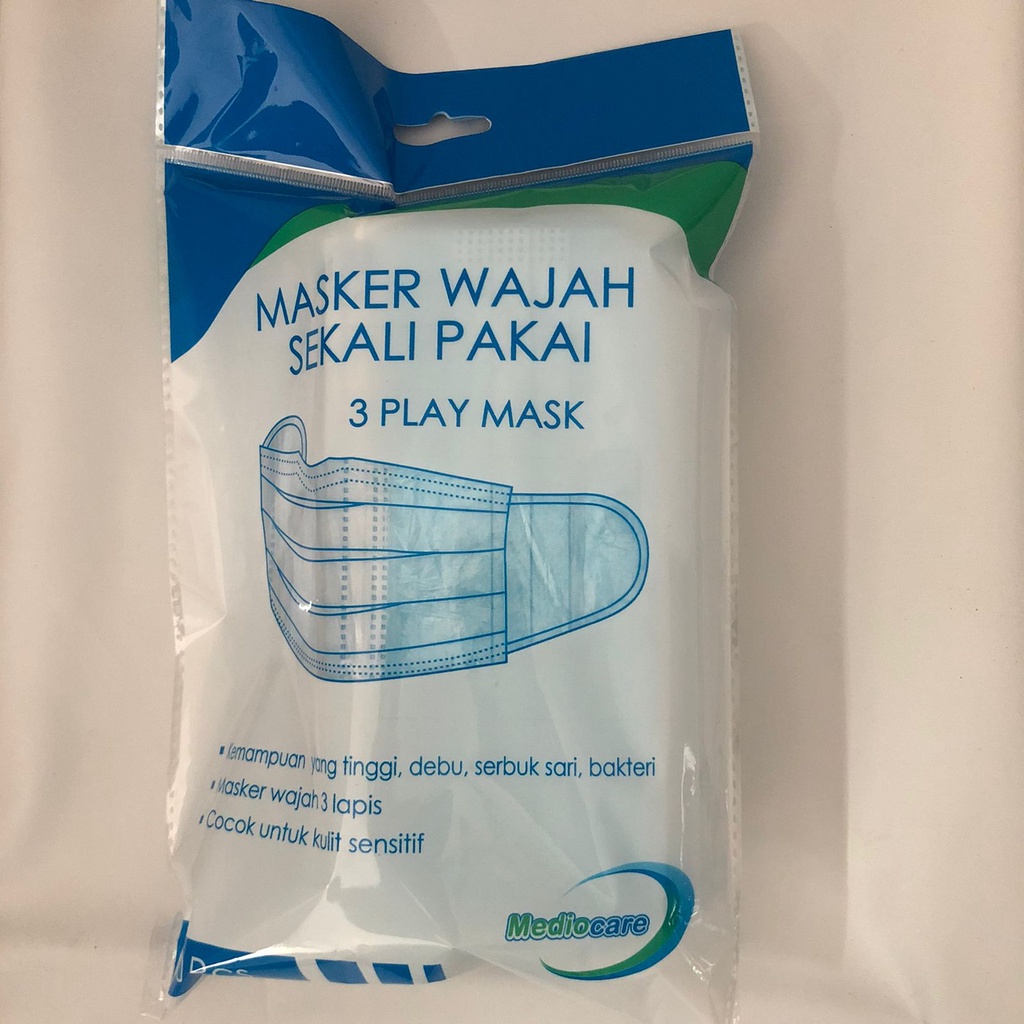 MASKER WAJAH
SEKALI PAKAI
3 PLAY MASK
Kemampuan yang tinggi, debu, serbuk sari, bakteri
Masker wajah 3 lapis
Cocok untuk kulit sensitif
Mediocare
PCS